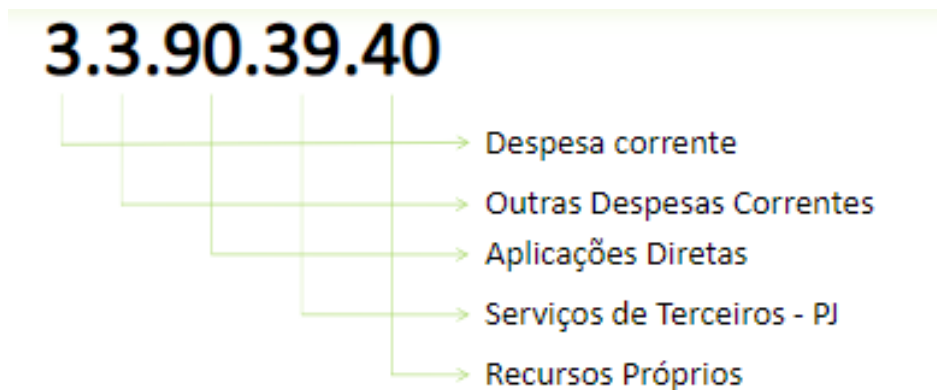 3.3.90.39.40
Despesa corrente
Outras Despesas Correntes
Aplicações Diretas
Serviços de Terceiros - PJ
Recursos Próprios